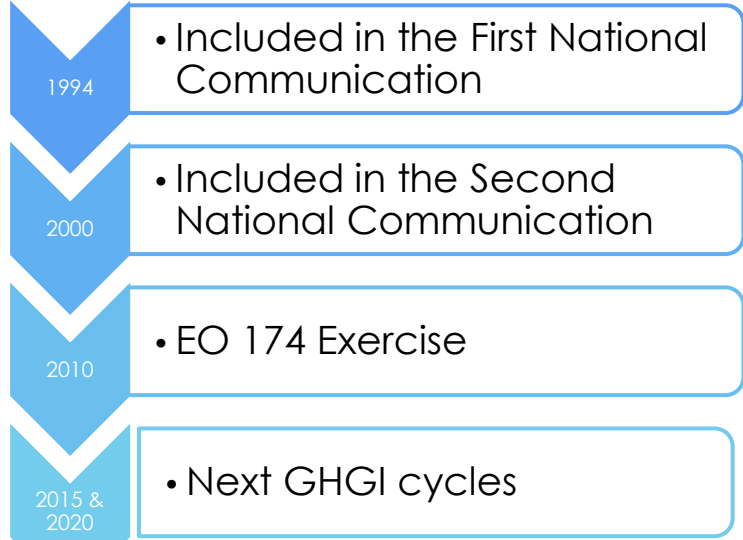 1994
• Included in the First National
Communication
2000
• Included in the Second
National Communication
2010
• EO 174 Exercise
2015 &
2020
• Next GHGI cycles